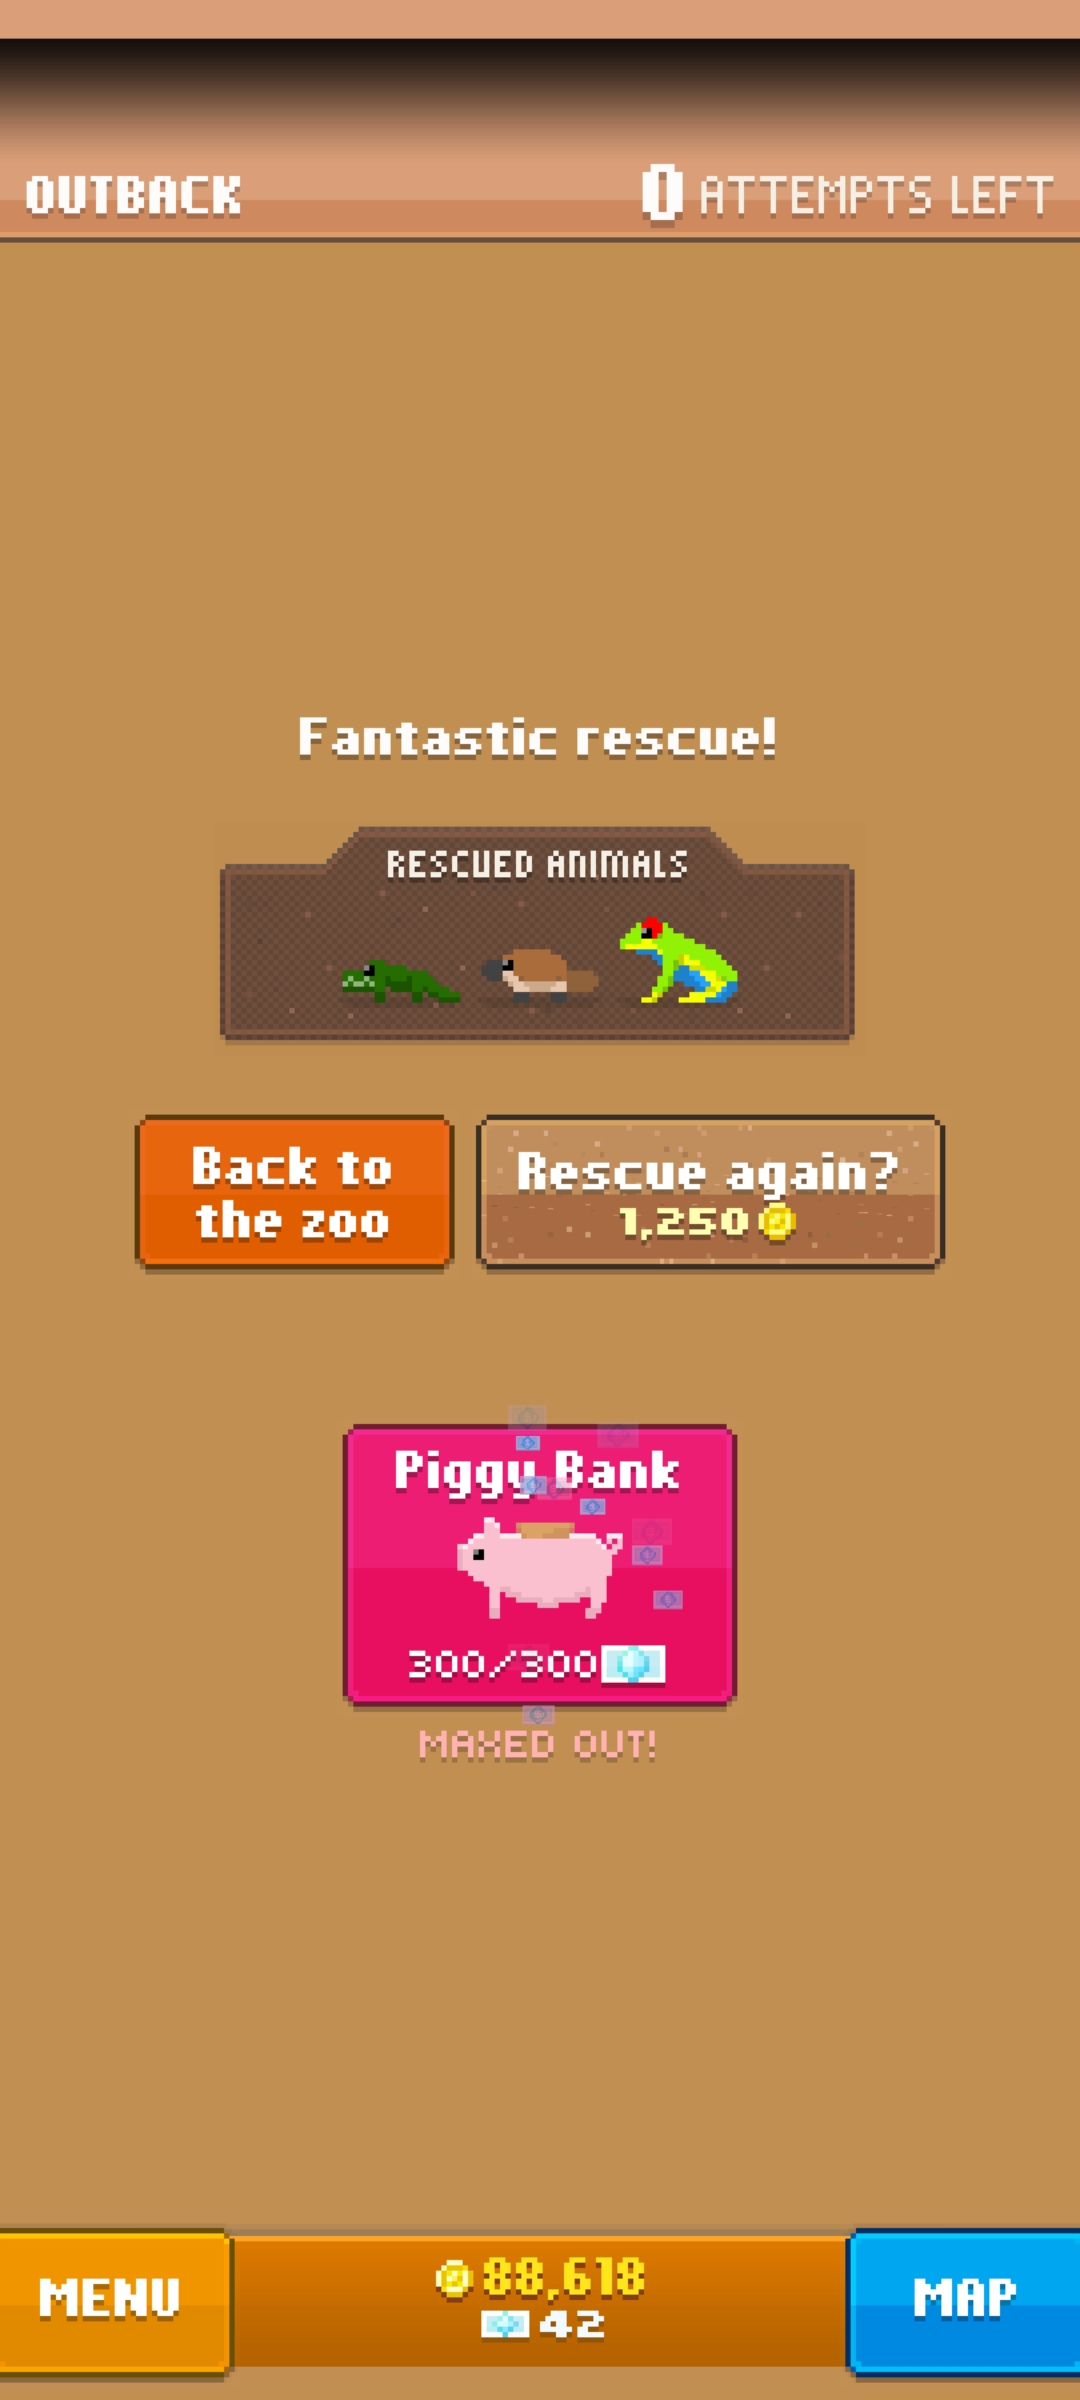 OUTBACK
0 ATTEMPTS LEFT
Fantastic rescue!
RESCUED ANIMALS
Back to
the zoo
Rescue again?
1,250
Piggy Bank
300/300
MAXED OUT!
MENU
88,618
42
MAP